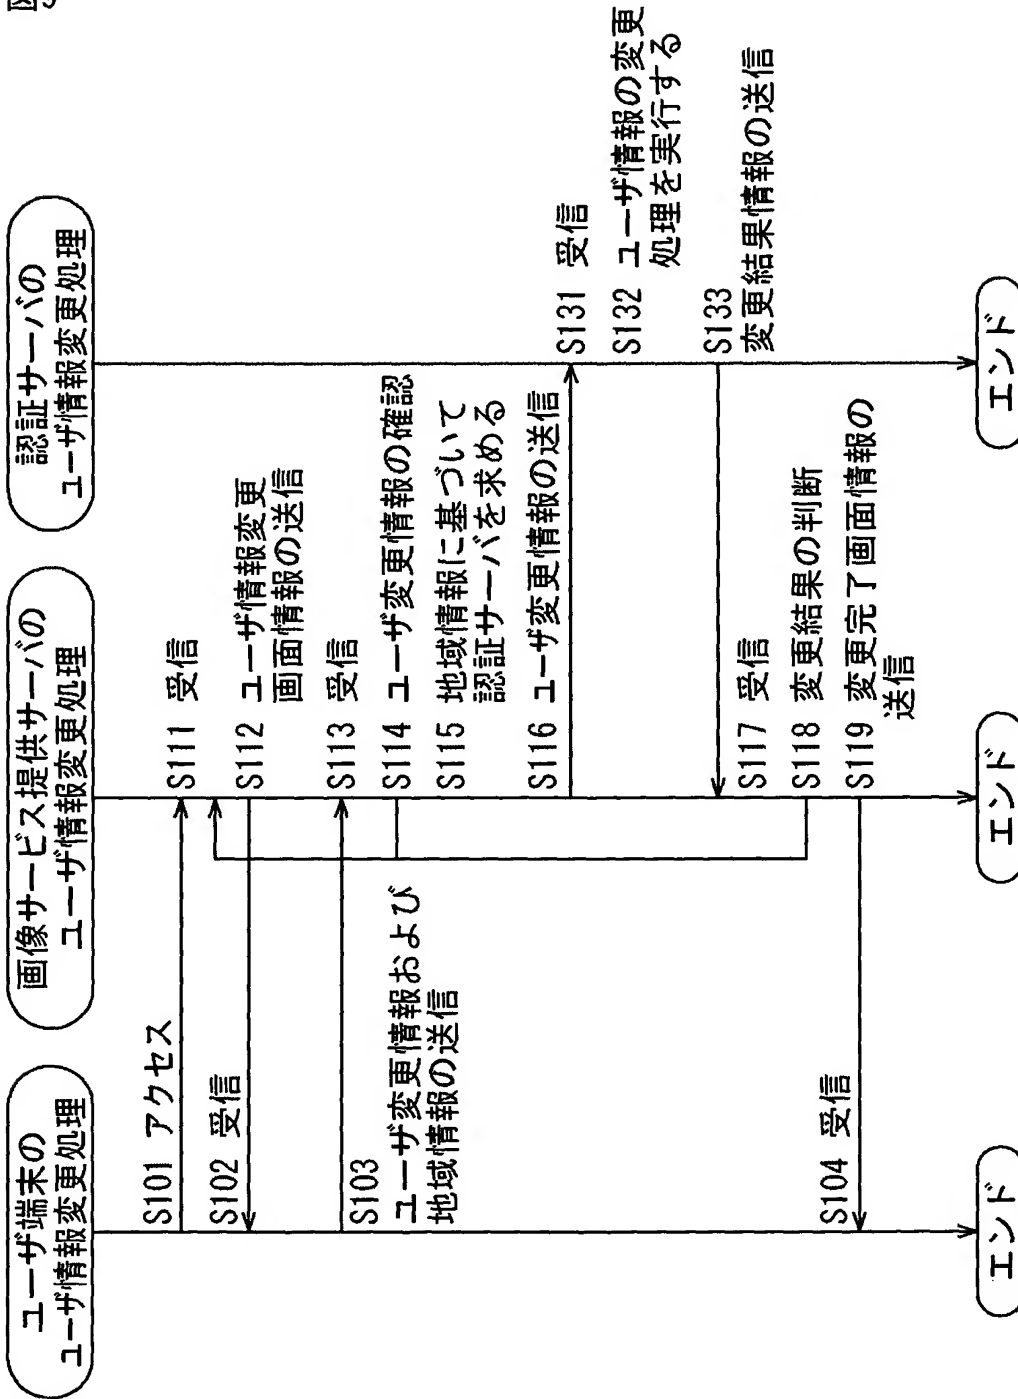 図9
ユーザ端末の
ユーザ情報変更処理
S101 アクセス
S102 受信
S103
ユーザ変更情報および
地域情報の送信
S104 受信
エンド
画像サービス提供サーバの
ユーザ情報変更処理
S111 受信
S112 ユーザ情報変更
画面情報の送信
S113 受信
S114 ユーザ変更情報の確認
S115 地域情報に基づいて
認証サーバを求める
S116 ユーザ変更情報の送信
S117 受信
S118 変更結果の判断
S119 変更完了画面情報の
送信
エンド
認証サーバの
ユーザ情報変更処理
S131 受信
S132 ユーザ情報の変更
処理を実行する
S133
変更結果情報の送信
エンド